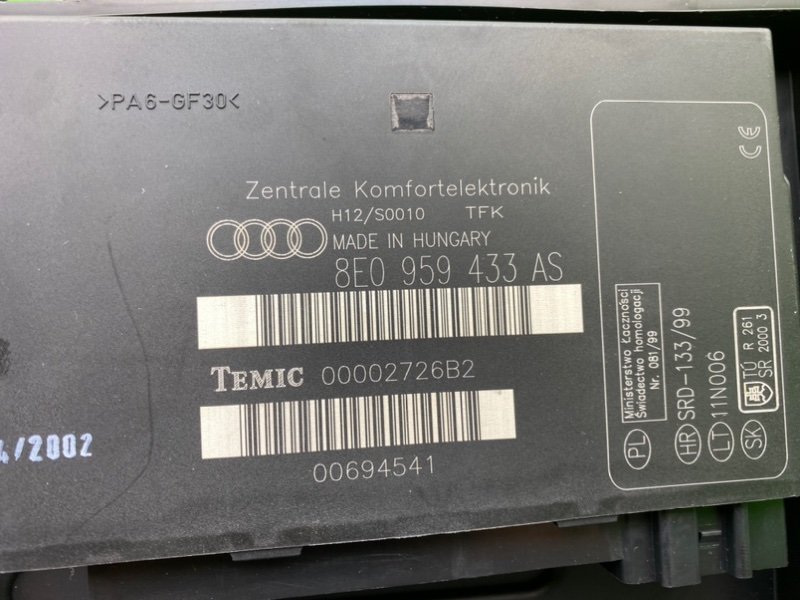 >PA6-GF30<
Zentrale Komfortelektronik
H12/S0010 TFK
MADE IN HUNGARY
8E0 959 433 AS
TEMIC 00002726B2
00694541
4/2002
CE
Ministerstwo Łączności
Świadectwo homologacji
Nr. 081/99
PL
HR SRD-133/99
LT 11N006
TÚ R 261
SR 2000 3
SK